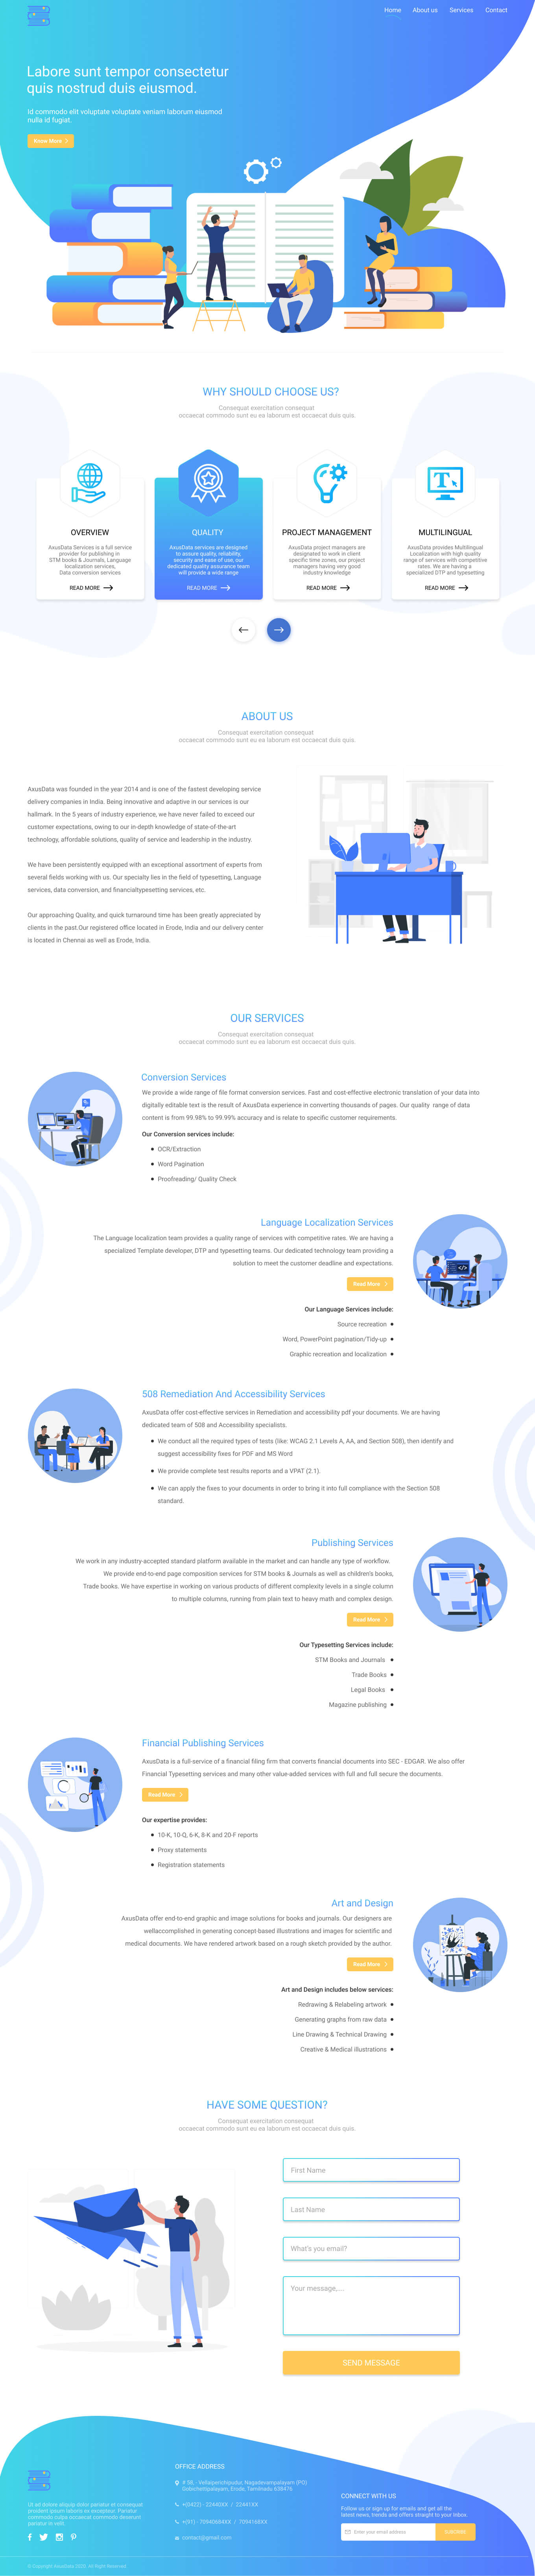 Home About us Services Contact
Labore sunt tempor consectetur
quis nostrud duis eiusmod.
Id commodo elit voluptate voluptate veniam laborum eiusmod
nulla id fugiat.
Know More
WHY SHOULD CHOOSE US?
Consequat exercitation consequat
occaecat commodo sunt eu ea laborum est occaecat duis quis.
OVERVIEW
AxusData Services is a full service
provider for publishing in
STM books & Journals, Language
localization services,
Data conversion services
READ MORE
QUALITY
AxusData services are designed
to assure quality, reliability,
security and ease of use, our
dedicated quality assurance team
will provide a wide range
READ MORE
PROJECT MANAGEMENT
AxusData project managers are
designated to work in client
specific time zones, our project
managers having very good
industry knowledge
READ MORE
MULTILINGUAL
AxusData provides Multilingual
Localization with high quality
range of services with competitive
rates. We are having a
specialized DTP and typesetting
READ MORE
ABOUT US
Consequat exercitation consequat
occaecat commodo sunt eu ea laborum est occaecat duis quis.
AxusData was founded in the year 2014 and is one of the fastest developing service
delivery companies in India. Being innovative and adaptive in our services is our
hallmark. In the 5 years of industry experience, we have never failed to exceed our
customer expectations, owing to our in-depth knowledge of state-of-the-art
technology, affordable solutions, quality of service and leadership in the industry.
We have been persistently equipped with an exceptional assortment of experts from
several fields working with us. Our specialty lies in the field of typesetting, Language
services, data conversion, and financialtypesetting services, etc.
Our approaching Quality, and quick turnaround time has been greatly appreciated by
clients in the past.Our registered office located in Erode, India and our delivery center
is located in Chennai as well as Erode, India.
OUR SERVICES
Consequat exercitation consequat
occaecat commodo sunt eu ea laborum est occaecat duis quis.
Conversion Services
We provide a wide range of file format conversion services. Fast and cost-effective electronic translation of your data into
digitally editable text is the result of AxusData experience in converting thousands of pages. Our quality range of data
content is from 99.98% to 99.99% accuracy and is relate to specific customer requirements.
Our Conversion services include:
OCR/Extraction
Word Pagination
Proofreading/ Quality Check
Language Localization Services
The Language localization team provides a quality range of services with competitive rates. We are having a
specialized Template developer, DTP and typesetting teams. Our dedicated technology team providing a
solution to meet the customer deadline and expectations.
Read More
Our Language Services include:
Source recreation
Word, PowerPoint pagination/Tidy-up
Graphic recreation and localization
508 Remediation And Accessibility Services
AxusData offer cost-effective services in Remediation and accessibility pdf your documents. We are having
dedicated team of 508 and Accessibility specialists.
We conduct all the required types of tests (like: WCAG 2.1 Levels A, AA, and Section 508), then identify and
suggest accessibility fixes for PDF and MS Word
We provide complete test results reports and a VPAT (2.1).
We can apply the fixes to your documents in order to bring it into full compliance with the Section 508
standard.
Publishing Services
We work in any industry-accepted standard platform available in the market and can handle any type of workflow.
We provide end-to-end page composition services for STM books & Journals as well as children's books,
Trade books. We have expertise in working on various products of different complexity levels in a single column
to multiple columns, running from plain text to heavy math and complex design.
Read More
Our Typesetting Services include:
STM Books and Journals
Trade Books
Legal Books
Magazine publishing
Financial Publishing Services
AxusData is a full-service of a financial filing firm that converts financial documents into SEC - EDGAR. We also offer
Financial Typesetting services and many other value-added services with full and full secure the documents.
Read More
Our expertise provides:
10-K, 10-Q, 6-K, 8-K and 20-F reports
Proxy statements
Registration statements
Art and Design
AxusData offer end-to-end graphic and image solutions for books and journals. Our designers are
wellaccomplished in generating concept-based illustrations and images for scientific and
medical documents. We have rendered artwork based on a rough sketch provided by the author.
Read More
Art and Design includes below services:
Redrawing & Relabeling artwork
Generating graphs from raw data
Line Drawing & Technical Drawing
Creative & Medical illustrations
HAVE SOME QUESTION?
Consequat exercitation consequat
occaecat commodo sunt eu ea laborum est occaecat duis quis.
First Name
Last Name
What's you email?
Your message,...
SEND MESSAGE
Ut ad dolore aliquip dolor pariatur et consequat
proident ipsum laboris ex excepteur. Pariatur
commodo culpa occaecat commodo deserunt
pariatur in velit.
OFFICE ADDRESS
# 5B, - Vellaiperichipudur, Nagadevampalayam (PO)
Gobichettipalayam, Erode, Tamilnadu 638476
+(0422) - 22440XX / 22441XX
+(91) - 70940684XX / 7094168XX
contact@gmail.com
CONNECT WITH US
Follow us or sign up for emails and get all the
latest news, trends and offers straight to your inbox.
Enter your email address
© Copyright AxusData 2020. All Right Reserved